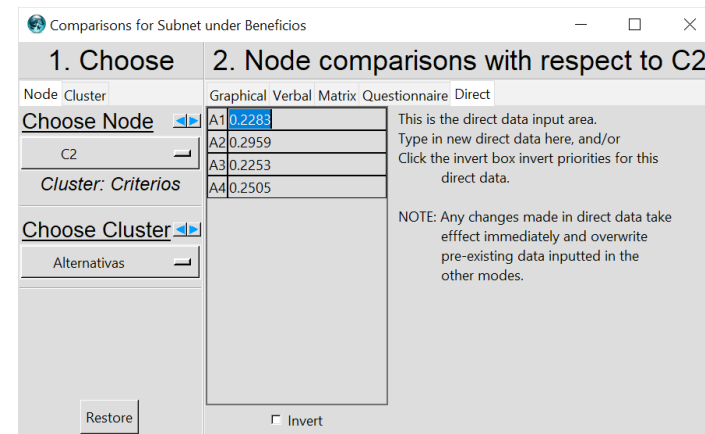 Comparisons for Subnet under Beneficios
1. Choose
2. Node comparisons with respect to C2
Node Cluster
Graphical Verbal Matrix Questionnaire Direct
Choose Node
C2
Cluster: Criterios
Choose Cluster
Alternativas
Restore
A1 0.2283
A2 0.2959
A3 0.2253
A4 0.2505
Invert
This is the direct data input area.
Type in new direct data here, and/or
Click the invert box invert priorities for this
direct data.
NOTE: Any changes made in direct data take
efffect immediately and overwrite
pre-existing data inputted in the
other modes.